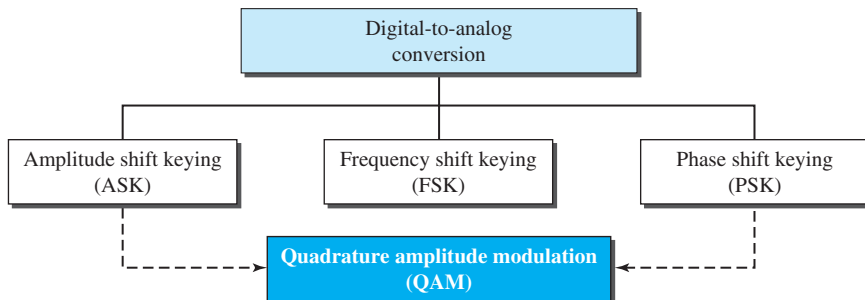 Digital-to-analog
conversion
Amplitude shift keying
(ASK)
Frequency shift keying
(FSK)
Phase shift keying
(PSK)
Quadrature amplitude modulation
(QAM)